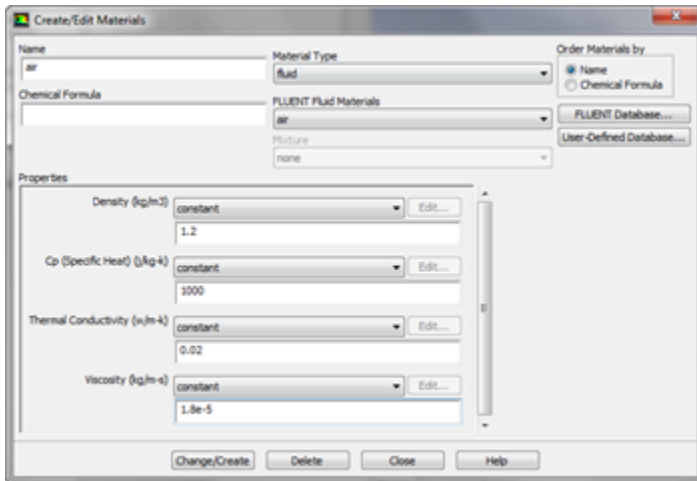 Create/Edit Materials
Name
air
Material Type
fluid
Order Materials by
Name
Chemical Formula
Chemical Formula
FLUENT Fluid Materials
air
FLUENT Database...
User-Defined Database...
Mixture
none
Properties
Density (kg/m3) constant Edit...
1.2
Cp (Specific Heat) (j/kg-k) constant Edit...
1000
Thermal Conductivity (w/m-k) constant Edit...
0.02
Viscosity (kg/m-s) constant Edit...
1.8e-5
Change/Create Delete Close Help